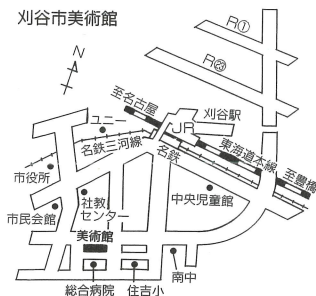 刈谷市美術館
N
R①
R㉓
至名古屋
刈谷駅
ユニー
JR
東海道本線
名鉄三河線
名鉄
至豊橋
市役所
中央児童館
社教
センター
市民会館
美術館
南中
総合病院
住吉小